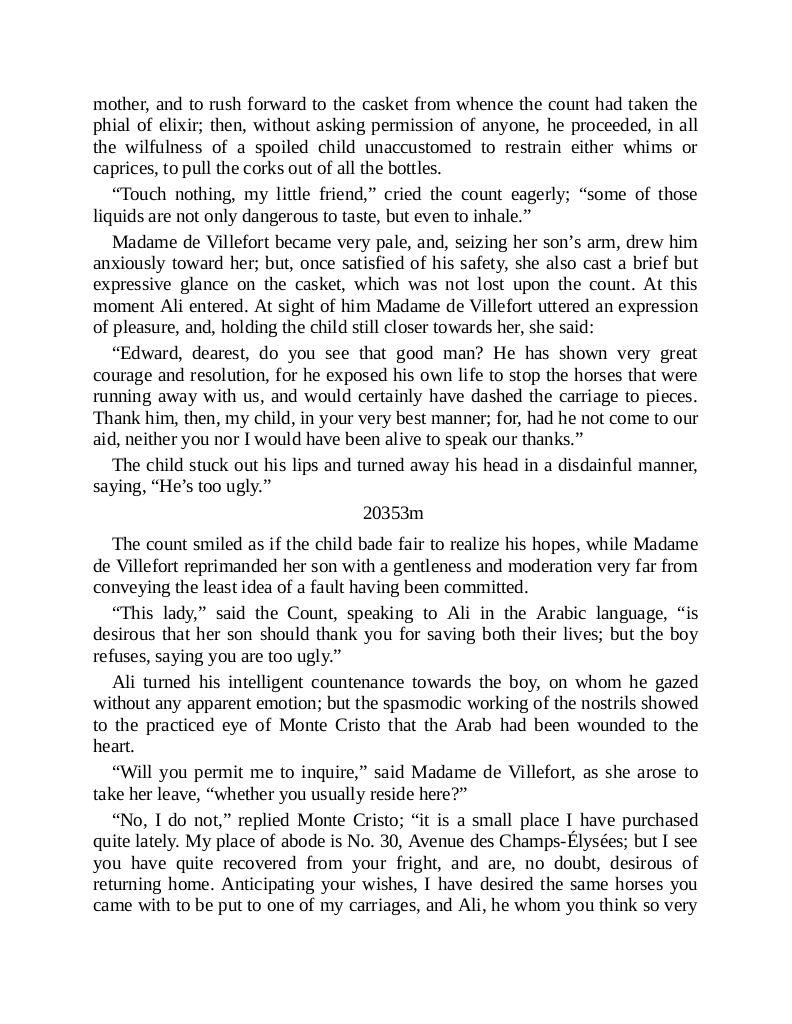 mother, and to rush forward to the casket from whence the count had taken the
phial of elixir; then, without asking permission of anyone, he proceeded, in all
the wilfulness of a spoiled child unaccustomed to restrain either whims or
caprices, to pull the corks out of all the bottles.
“Touch nothing, my little friend,” cried the count eagerly; “some of those
liquids are not only dangerous to taste, but even to inhale.”
Madame de Villefort became very pale, and, seizing her son’s arm, drew him
anxiously toward her; but, once satisfied of his safety, she also cast a brief but
expressive glance on the casket, which was not lost upon the count. At this
moment Ali entered. At sight of him Madame de Villefort uttered an expression
of pleasure, and, holding the child still closer towards her, she said:
“Edward, dearest, do you see that good man? He has shown very great
courage and resolution, for he exposed his own life to stop the horses that were
running away with us, and would certainly have dashed the carriage to pieces.
Thank him, then, my child, in your very best manner; for, had he not come to our
aid, neither you nor I would have been alive to speak our thanks.”
The child stuck out his lips and turned away his head in a disdainful manner,
saying, “He’s too ugly.”
20353m
The count smiled as if the child bade fair to realize his hopes, while Madame
de Villefort reprimanded her son with a gentleness and moderation very far from
conveying the least idea of a fault having been committed.
“This lady,” said the Count, speaking to Ali in the Arabic language, “is
desirous that her son should thank you for saving both their lives; but the boy
refuses, saying you are too ugly.”
Ali turned his intelligent countenance towards the boy, on whom he gazed
without any apparent emotion; but the spasmodic working of the nostrils showed
to the practiced eye of Monte Cristo that the Arab had been wounded to the
heart.
“Will you permit me to inquire,” said Madame de Villefort, as she arose to
take her leave, “whether you usually reside here?”
“No, I do not,” replied Monte Cristo; “it is a small place I have purchased
quite lately. My place of abode is No. 30, Avenue des Champs-Élysées; but I see
you have quite recovered from your fright, and are, no doubt, desirous of
returning home. Anticipating your wishes, I have desired the same horses you
came with to be put to one of my carriages, and Ali, he whom you think so very